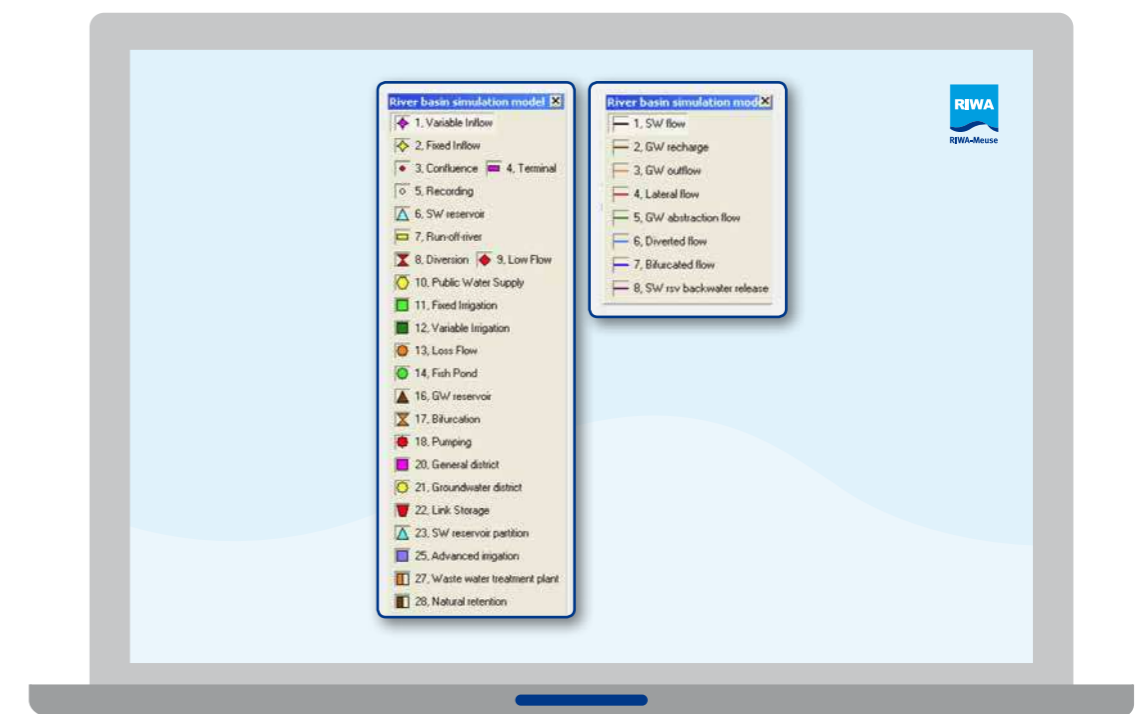 River basin simulation model
1, Variable Inflow
2, Fixed Inflow
3, Confluence 4, Terminal
5, Recording
6, SW reservoir
7, Run-off-river
8, Diversion 9, Low Flow
10, Public Water Supply
11, Fixed Irrigation
12, Variable Irrigation
13, Loss Flow
14, Fish Pond
16, GW reservoir
17, Bifurcation
18, Pumping
20, General district
21, Groundwater district
22, Link Storage
23, SW reservoir partition
25, Advanced irrigation
27, Waste water treatment plant
28, Natural retention
River basin simulation mod
1, SW flow
2, GW recharge
3, GW outflow
4, Lateral flow
5, GW abstraction flow
6, Diverted flow
7, Bifurcated flow
8, SW rsv backwater release
RIWA
RIWA-Meuse